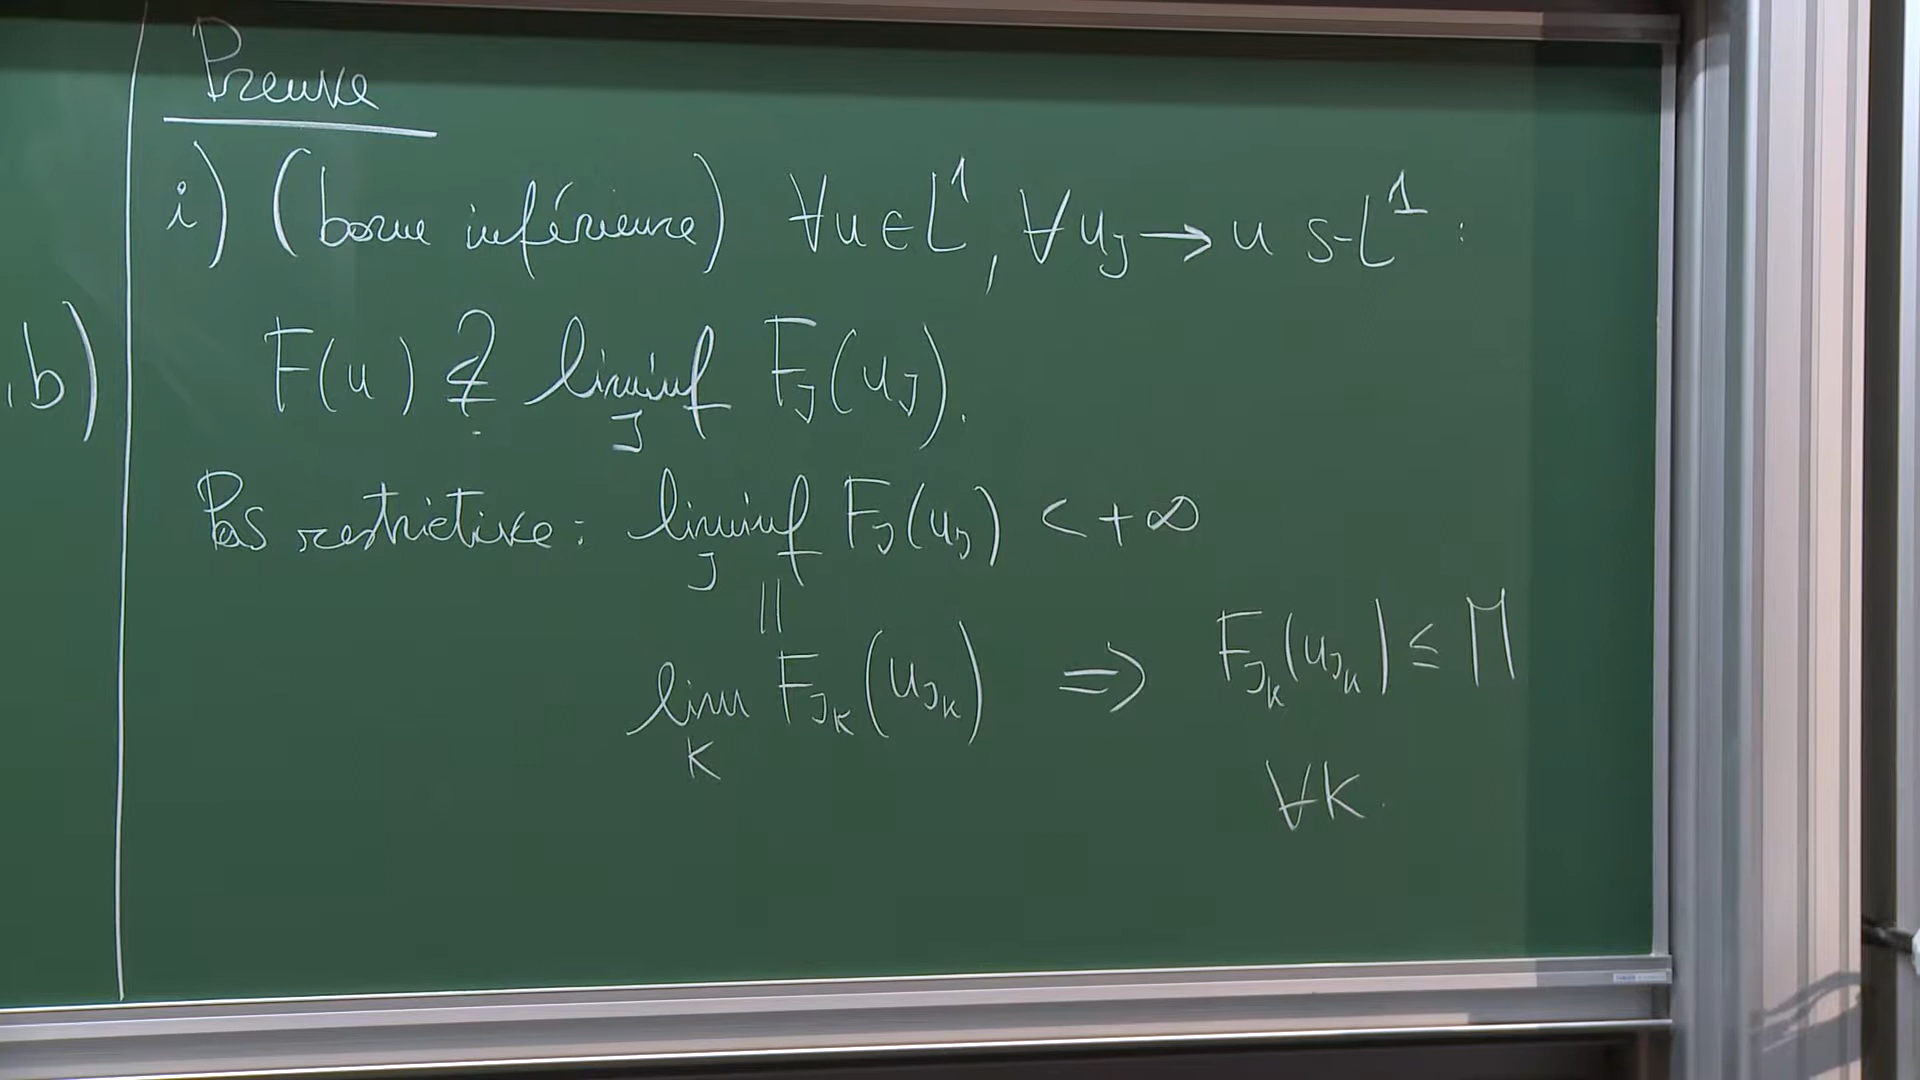 Preuve
i) (borne inférieure) ∀u∈L¹, ∀u_J → u s-L¹ :
, b)
F(u) ≤? liminf_J F_J(u_J).
Pas restrictive : liminf_J F_J(u_J) < +∞
||
lim_K F_{J_K}(u_{J_K}) ⇒ F_{J_K}(u_{J_K}) ≤ M
∀K.